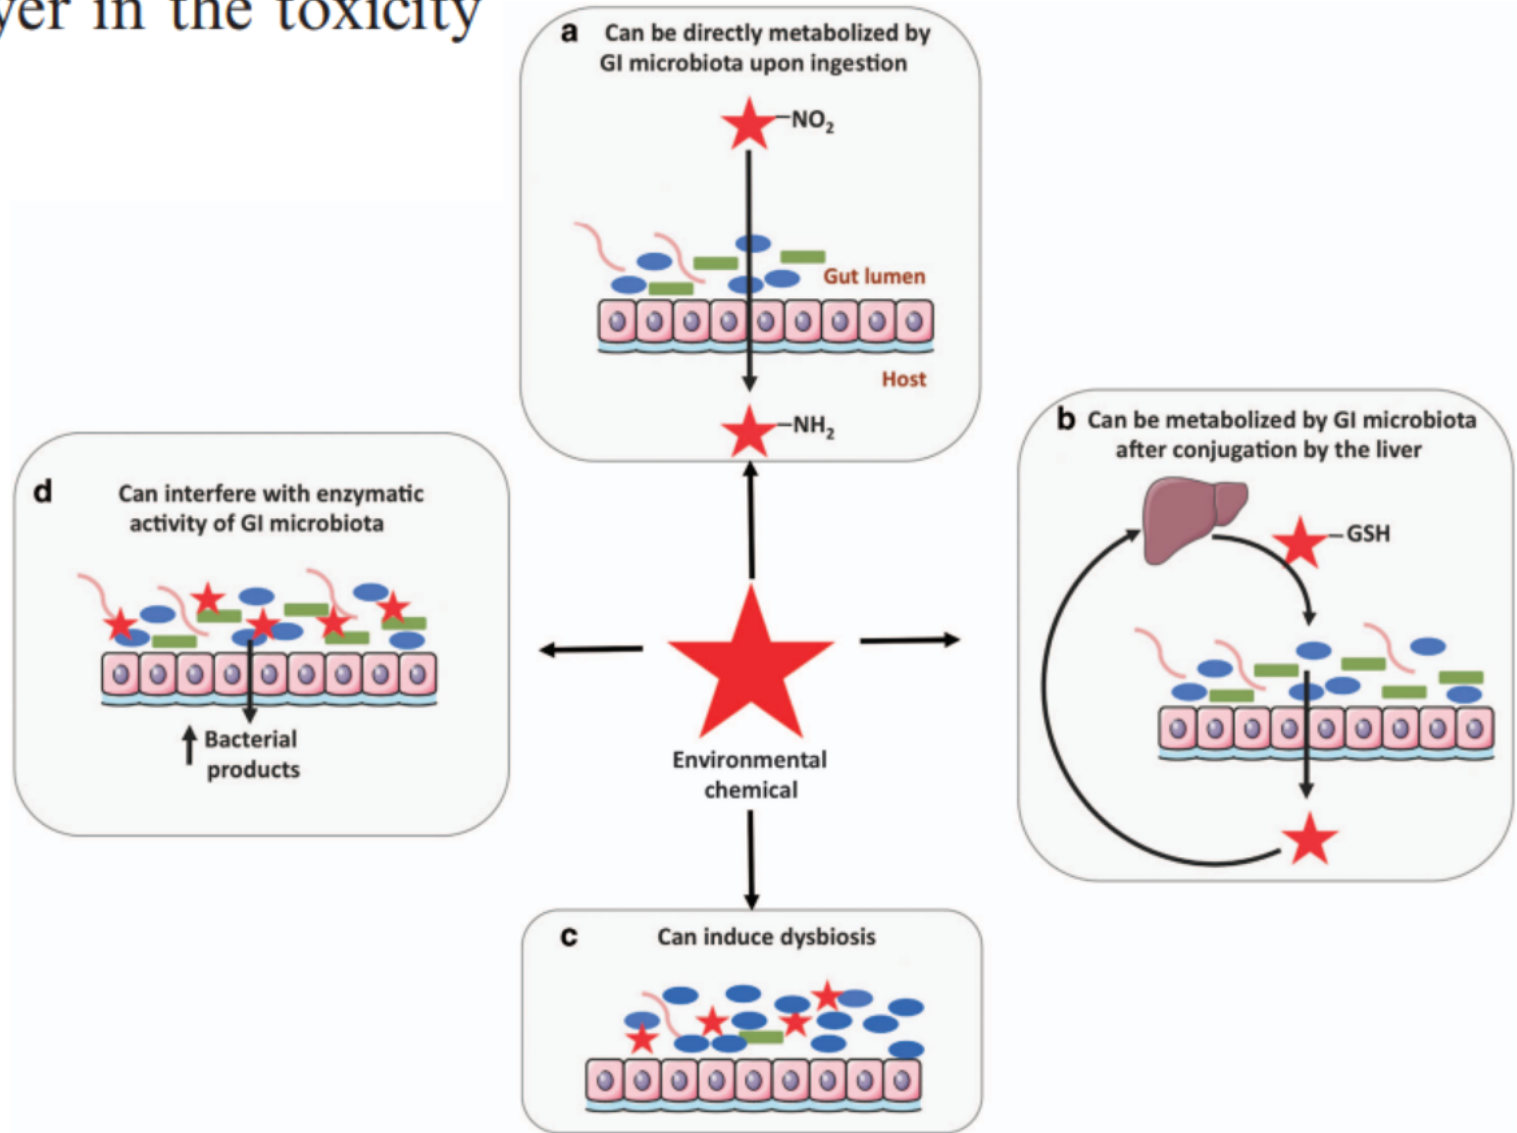 yer in the toxicity
a Can be directly metabolized by
GI microbiota upon ingestion
–NO₂
Gut lumen
Host
–NH₂
b Can be metabolized by GI microbiota
after conjugation by the liver
–GSH
d Can interfere with enzymatic
activity of GI microbiota
Bacterial
products
Environmental
chemical
c Can induce dysbiosis